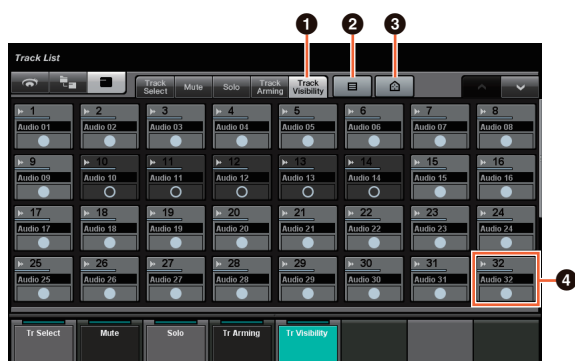 1 2 3
Track List
Track Select Mute Solo Track Arming Track Visibility
1 2 3 4 5 6 7 8
Audio 01 Audio 02 Audio 03 Audio 04 Audio 05 Audio 06 Audio 07 Audio 08
9 10 11 12 13 14 15 16
Audio 09 Audio 10 Audio 11 Audio 12 Audio 13 Audio 14 Audio 15 Audio 16
17 18 19 20 21 22 23 24
Audio 17 Audio 18 Audio 19 Audio 20 Audio 21 Audio 22 Audio 23 Audio 24
25 26 27 28 29 30 31 32
Audio 25 Audio 26 Audio 27 Audio 28 Audio 29 Audio 30 Audio 31 Audio 32
4
Tr Select Mute Solo Tr Arming Tr Visibility